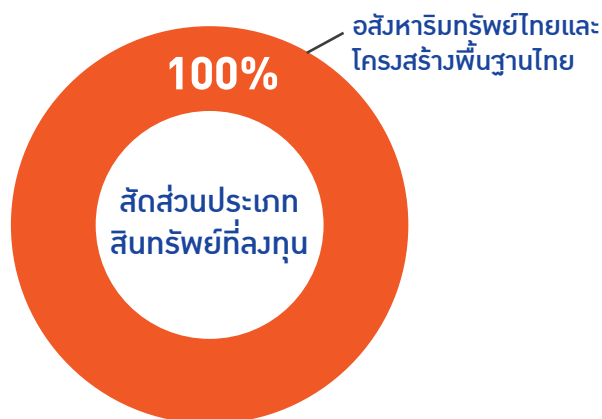 อสังหาริมทรัพย์ไทยและ
โครงสร้างพื้นฐานไทย
100%
สัดส่วนประเภท
สินทรัพย์ที่ลงทุน